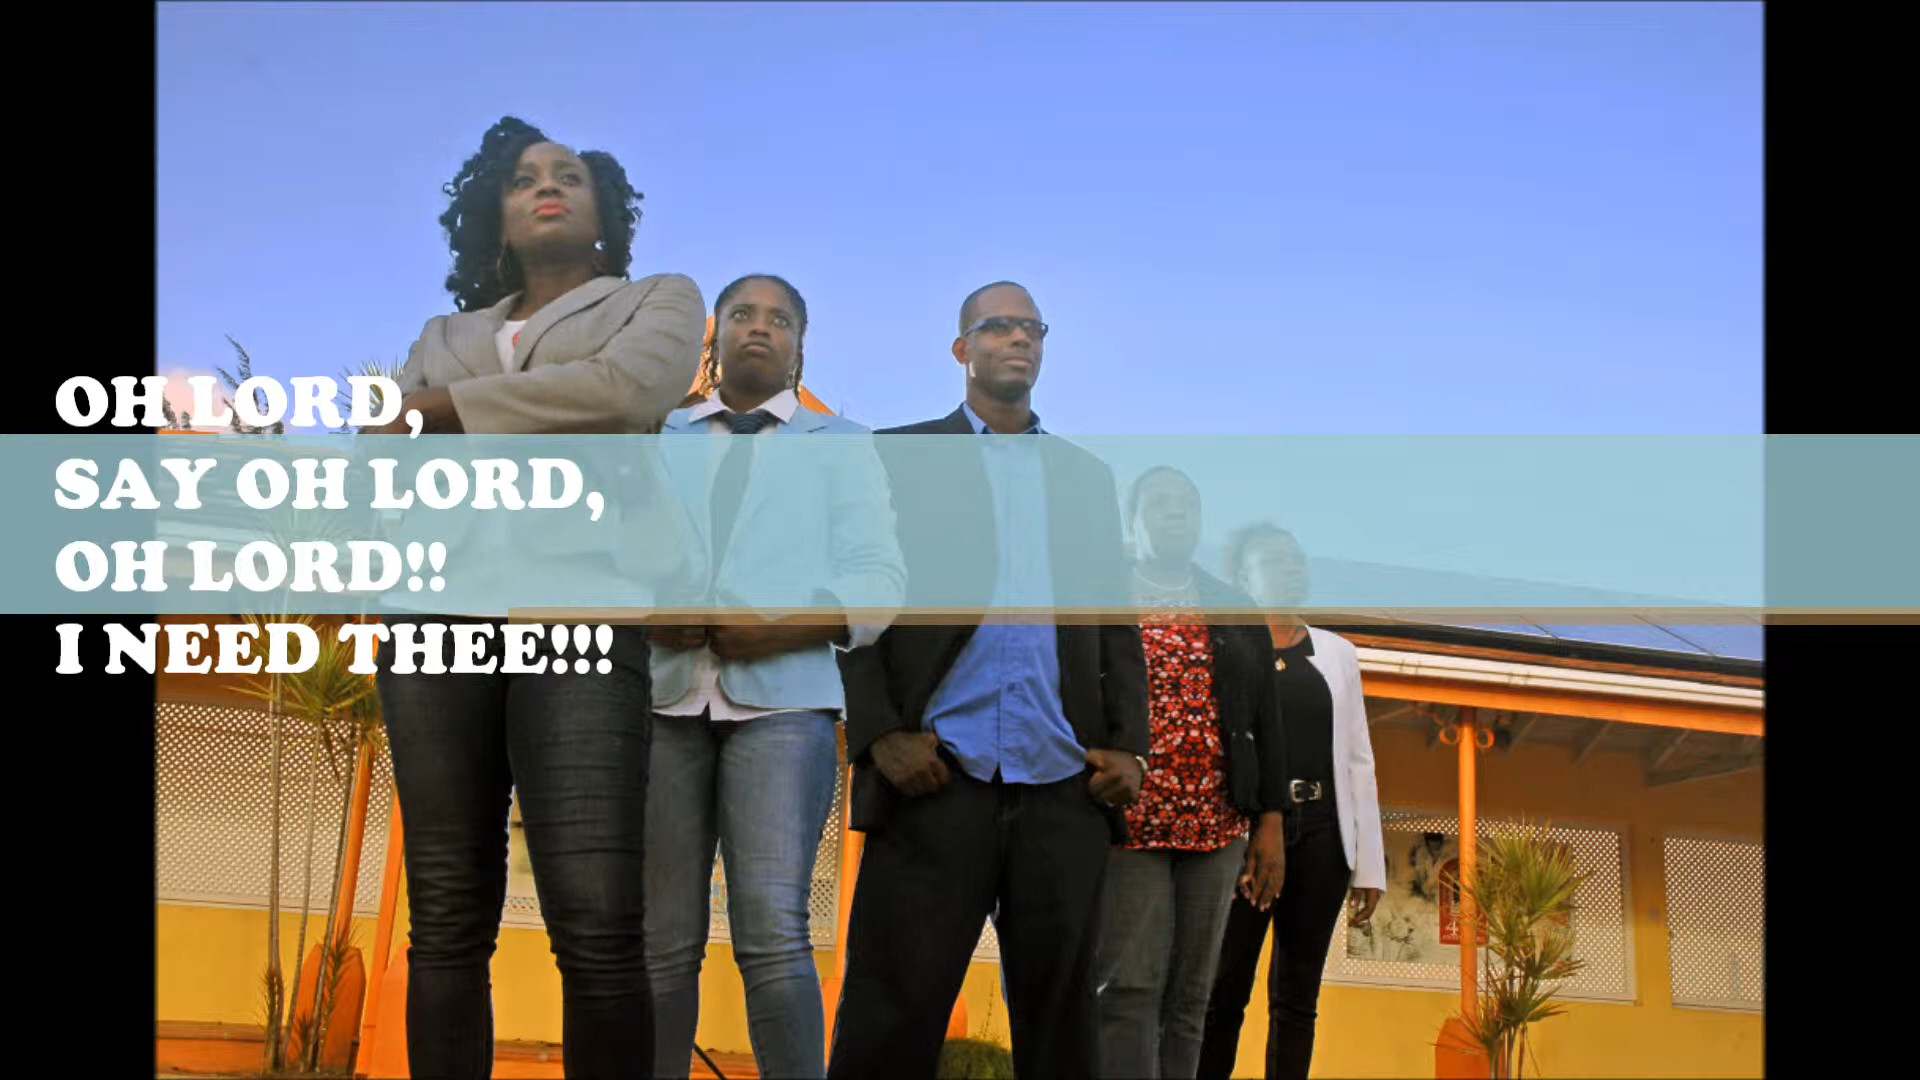 OH LORD,
SAY OH LORD,
OH LORD!!
I NEED THEE!!!